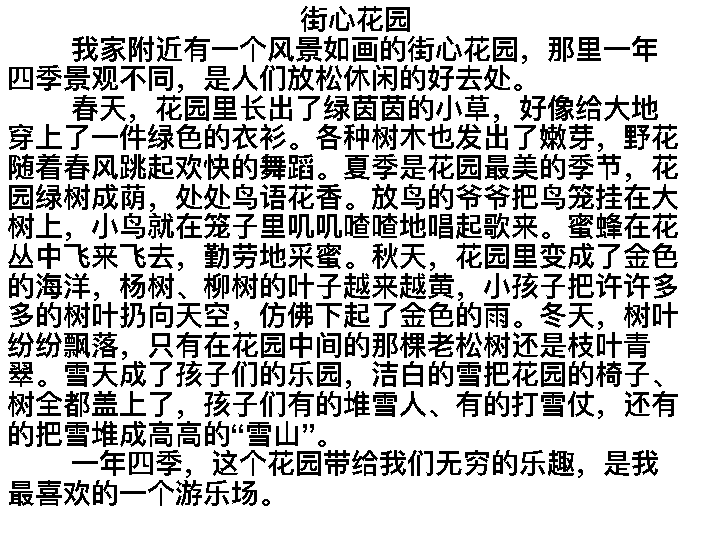 街心花园
我家附近有一个风景如画的街心花园，那里一年
四季景观不同，是人们放松休闲的好去处。
春天，花园里长出了绿茵茵的小草，好像给大地
穿上了一件绿色的衣衫。各种树木也发出了嫩芽，野花
随着春风跳起欢快的舞蹈。夏季是花园最美的季节，花
园绿树成荫，处处鸟语花香。放鸟的爷爷把鸟笼挂在大
树上，小鸟就在笼子里叽叽喳喳地唱起歌来。蜜蜂在花
丛中飞来飞去，勤劳地采蜜。秋天，花园里变成了金色
的海洋，杨树、柳树的叶子越来越黄，小孩子把许许多
多的树叶扔向天空，仿佛下起了金色的雨。冬天，树叶
纷纷飘落，只有在花园中间的那棵老松树还是枝叶青
翠。雪天成了孩子们的乐园，洁白的雪把花园的椅子、
树全都盖上了，孩子们有的堆雪人、有的打雪仗，还有
的把雪堆成高高的“雪山”。
一年四季，这个花园带给我们无穷的乐趣，是我
最喜欢的一个游乐场。